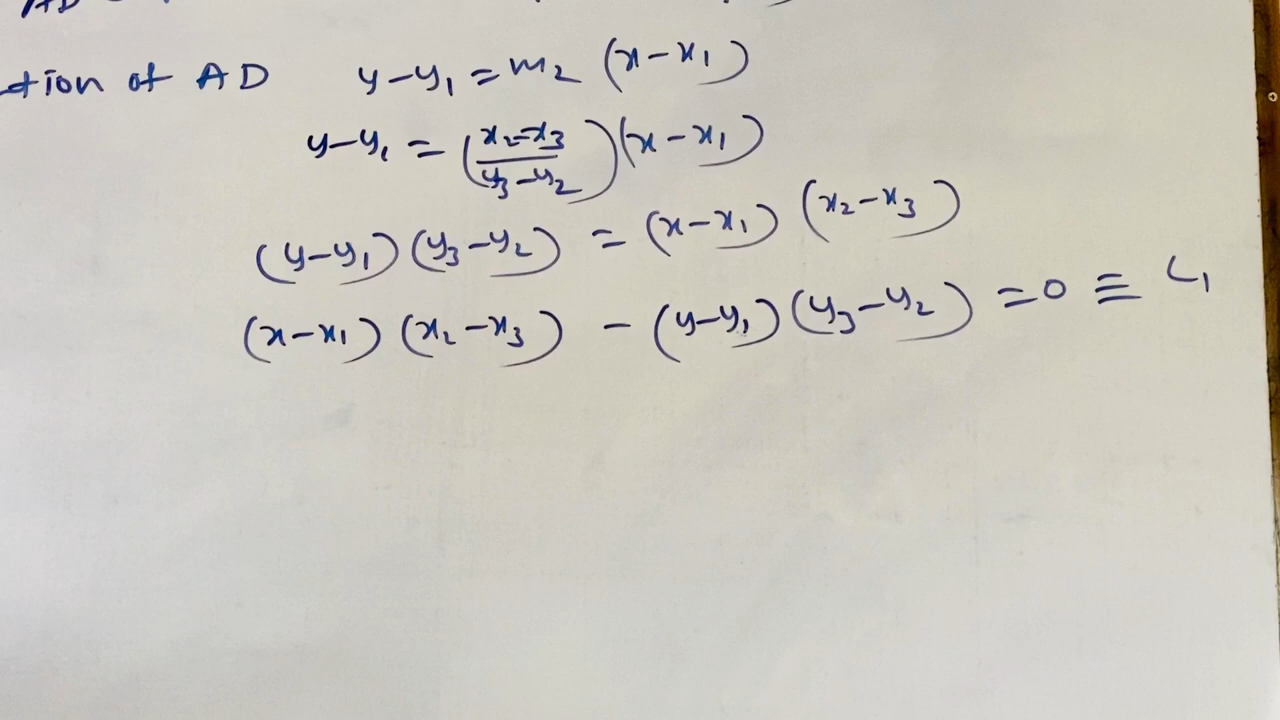 AD
tion of AD y-y₁ = m₂ (x-x₁)
y-y₁ = (x₂-x₃/y₃-y₂)(x-x₁)
(y-y₁)(y₃-y₂) = (x-x₁)(x₂-x₃)
(x-x₁)(x₂-x₃) - (y-y₁)(y₃-y₂) = 0 ≡ L₁